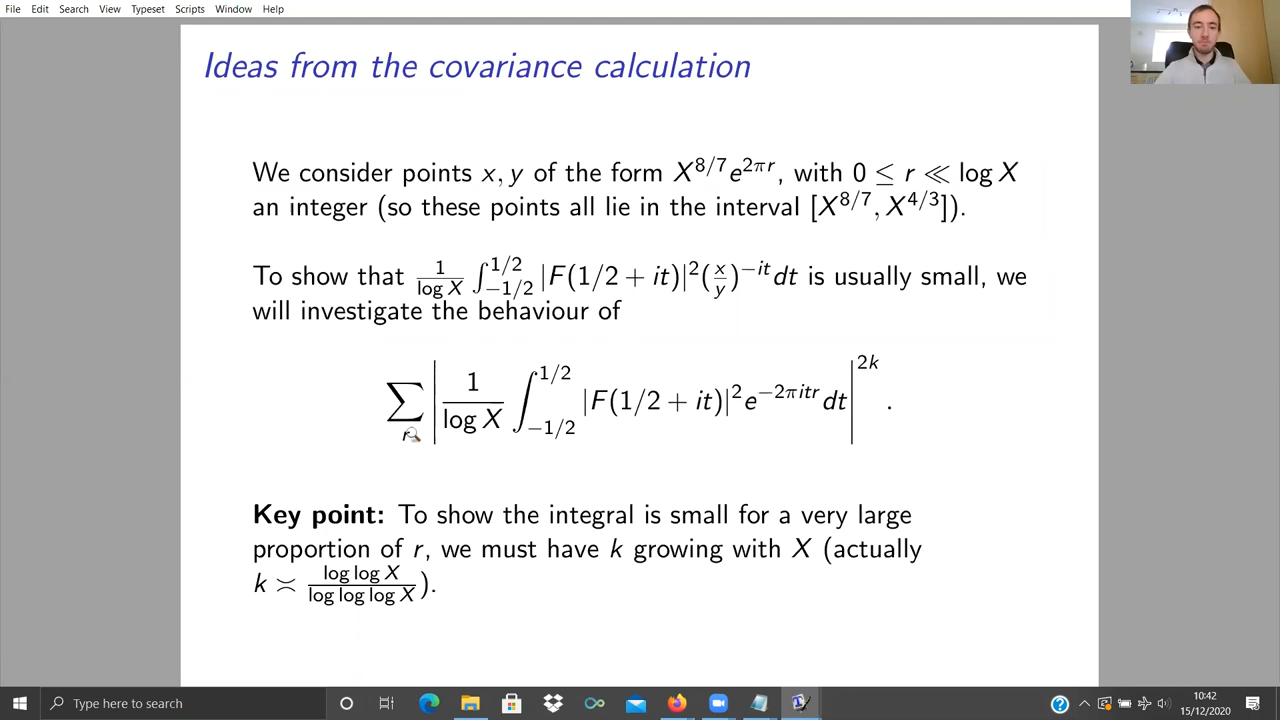 File Edit Search View Typeset Scripts Window Help
Ideas from the covariance calculation
We consider points x, y of the form X^{8/7}e^{2πr}, with 0 ≤ r ≪ log X
an integer (so these points all lie in the interval [X^{8/7}, X^{4/3}]).
To show that \frac{1}{log X} ∫_{-1/2}^{1/2} |F(1/2 + it)|^2 (\frac{x}{y})^{-it} dt is usually small, we
will investigate the behaviour of
∑_r | \frac{1}{log X} ∫_{-1/2}^{1/2} |F(1/2 + it)|^2 e^{-2πitr} dt |^{2k} .
Key point: To show the integral is small for a very large
proportion of r, we must have k growing with X (actually
k ≍ \frac{log log X}{log log log X}).
Type here to search
10:42
15/12/2020